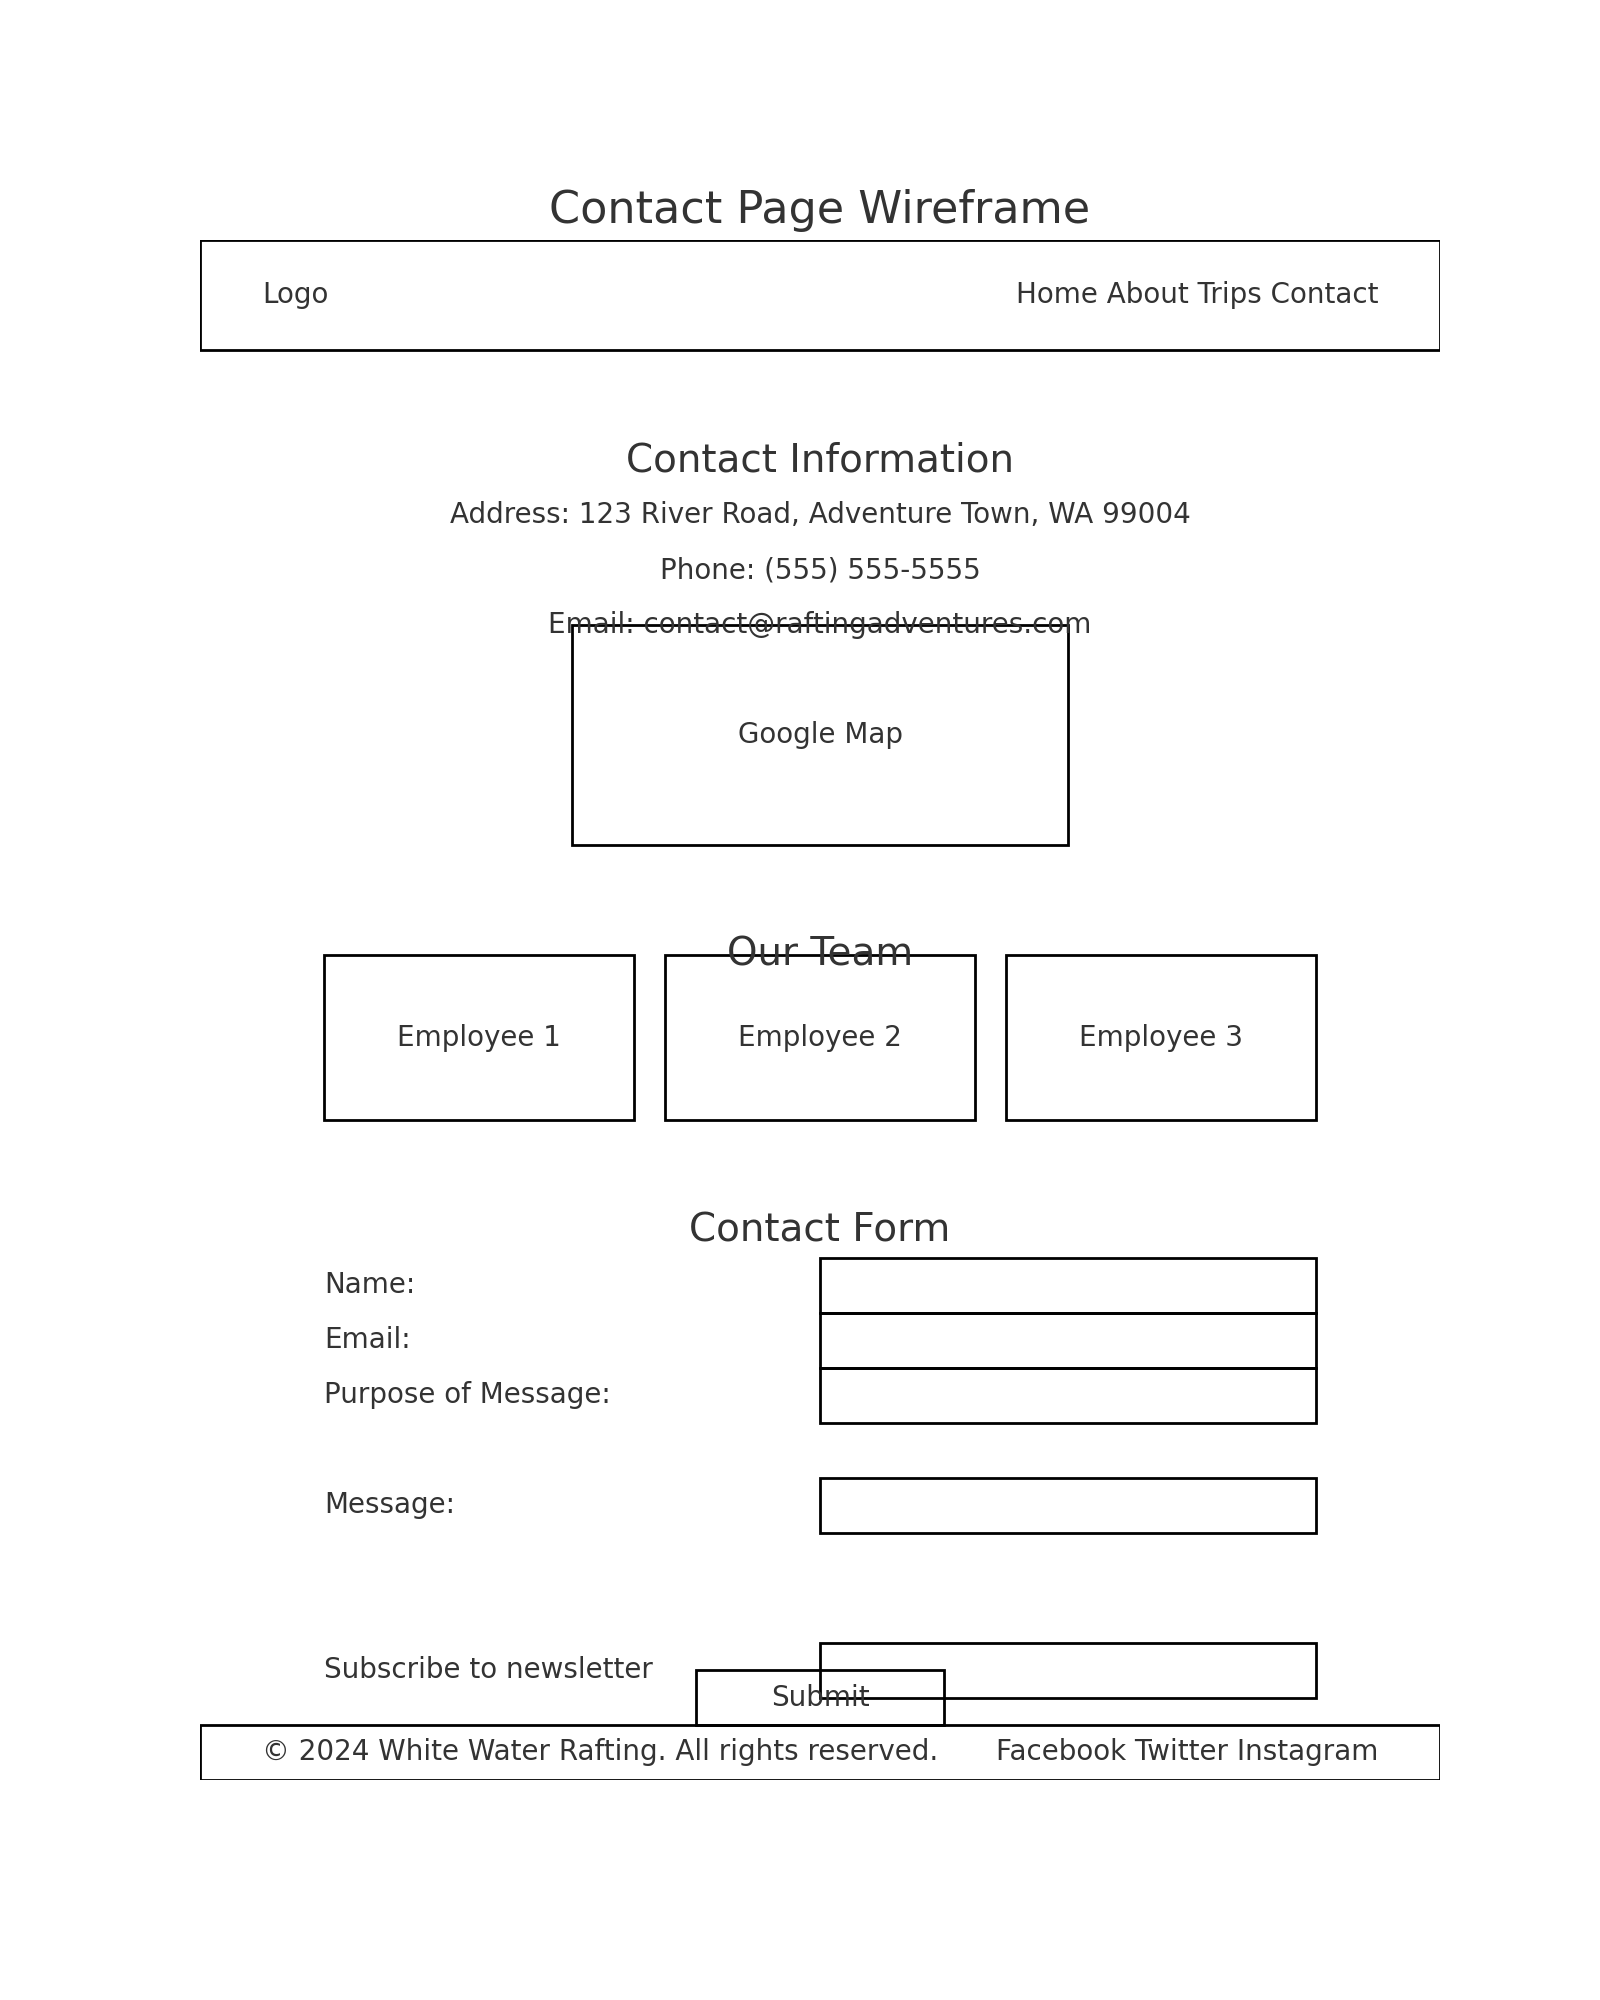 Contact Page Wireframe
Logo
Home About Trips Contact
Contact Information
Address: 123 River Road, Adventure Town, WA 99004
Phone: (555) 555-5555
Email: contact@raftingadventures.com
Google Map
Our Team
Employee 1
Employee 2
Employee 3
Contact Form
Name:
Email:
Purpose of Message:
Message:
Subscribe to newsletter
Submit
© 2024 White Water Rafting. All rights reserved.
Facebook Twitter Instagram